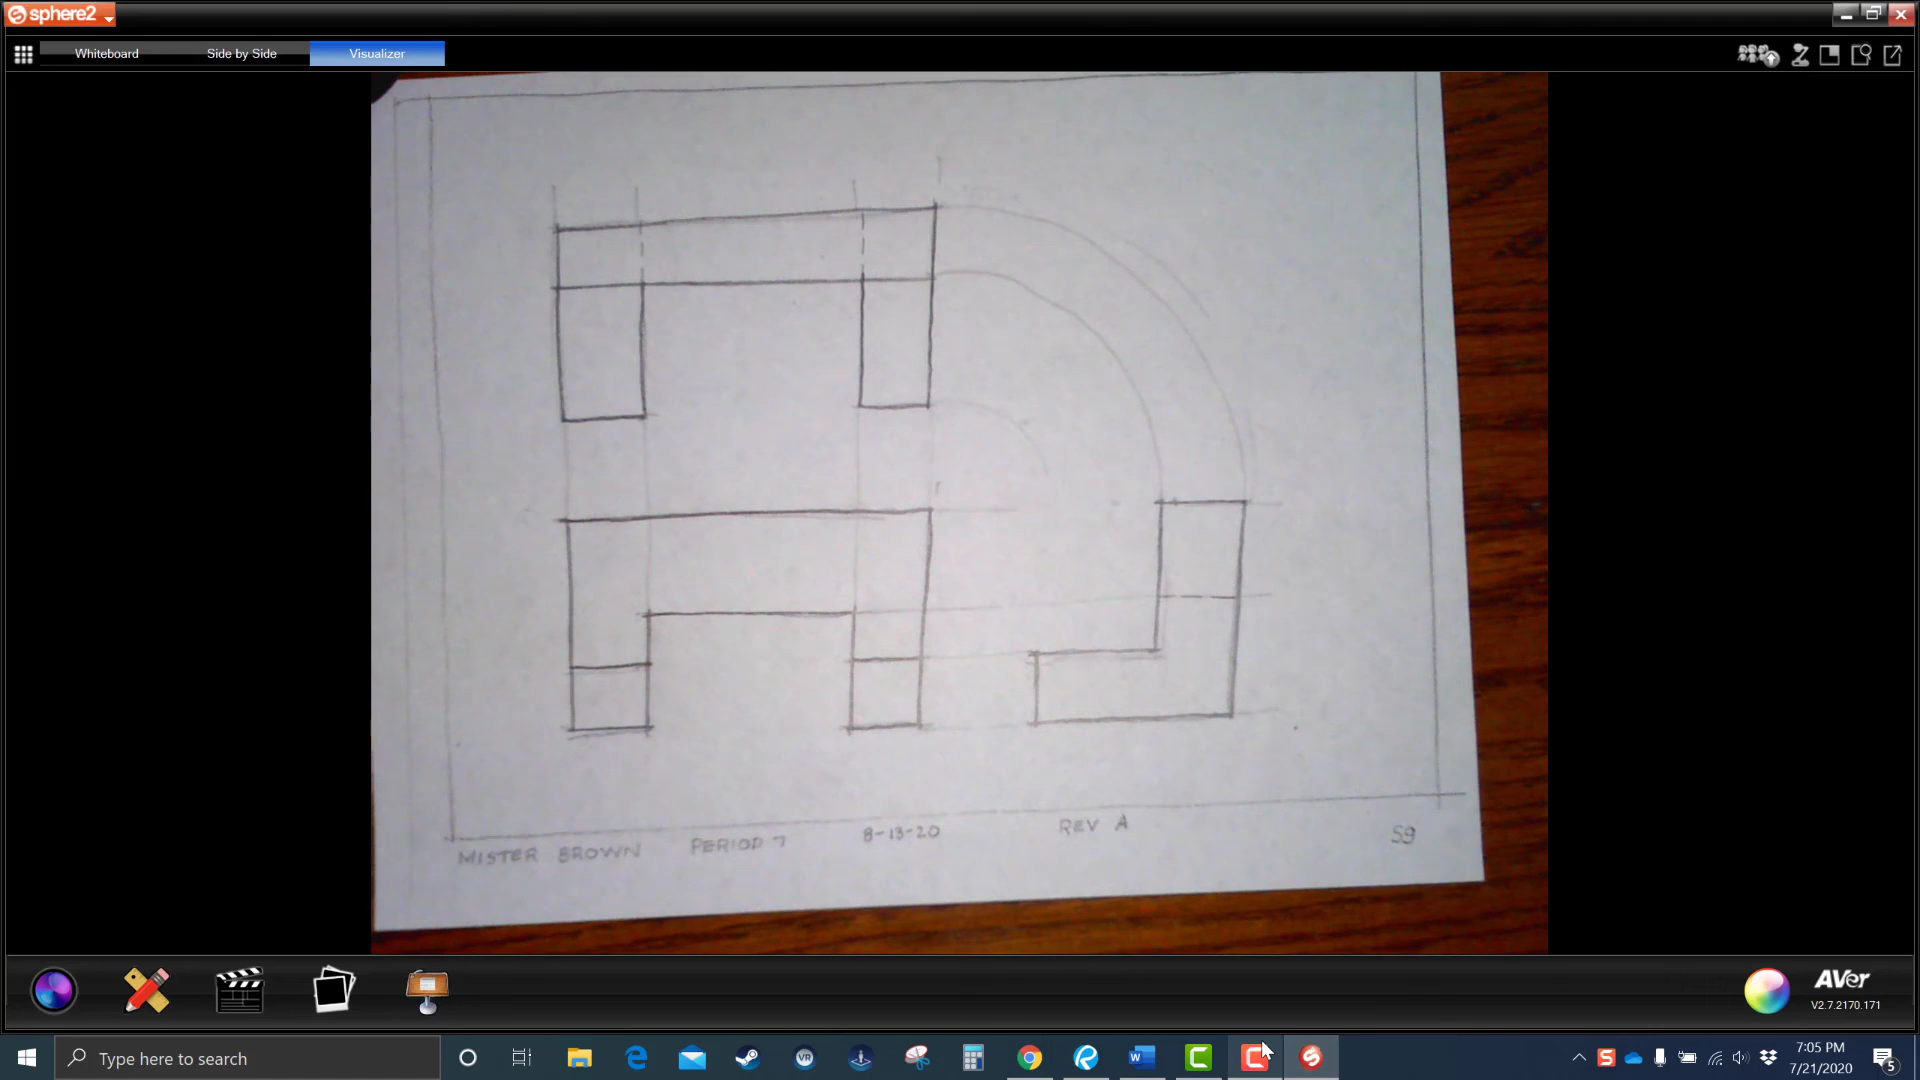 sphere2
Whiteboard Side by Side Visualizer
MISTER BROWN PERIOD 7 8-13-20 REV A 59
AVer
V2.7.2170.171
Type here to search
7:05 PM
7/21/2020
5